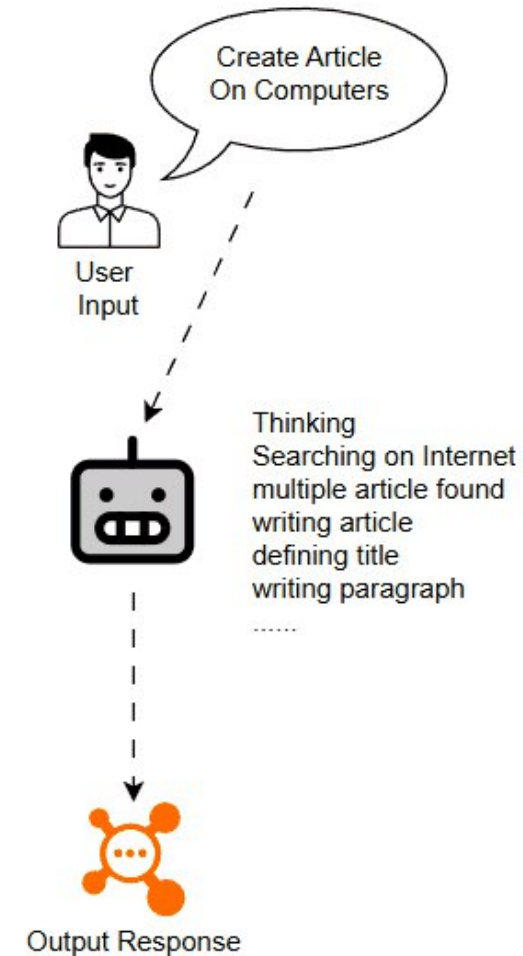 Create Article
On Computers
User
Input
Thinking
Searching on Internet
multiple article found
writing article
defining title
writing paragraph
......
Output Response